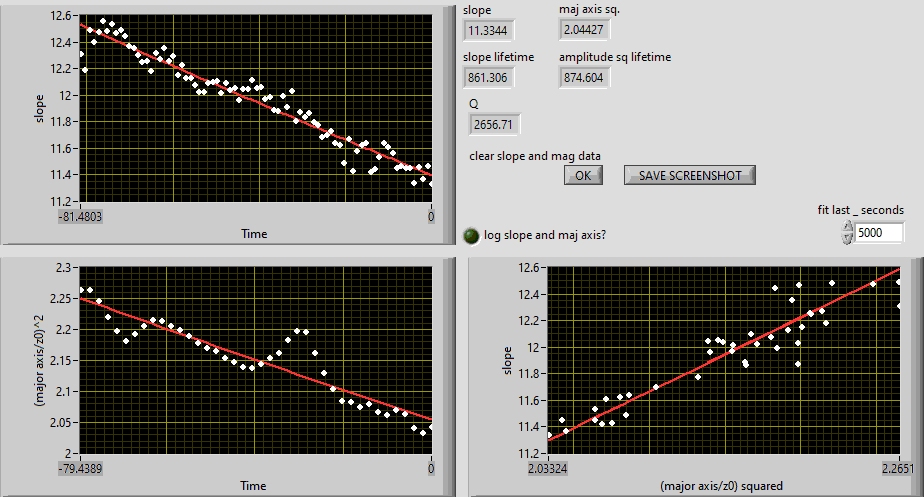 12.6
12.4
12.2
12
11.8
11.6
11.4
11.2
slope
-81.4803
0
Time
slope
maj axis sq.
11.3344
2.04427
slope lifetime
amplitude sq lifetime
861.306
874.604
Q
2656.71
clear slope and mag data
OK
SAVE SCREENSHOT
fit last _ seconds
5000
log slope and maj axis?
2.3
2.25
2.2
2.15
2.1
2.05
2
(major axis/z0)^2
-79.4389
0
Time
12.6
12.4
12.2
12
11.8
11.6
11.4
11.2
slope
2.03324
2.2651
(major axis/z0) squared